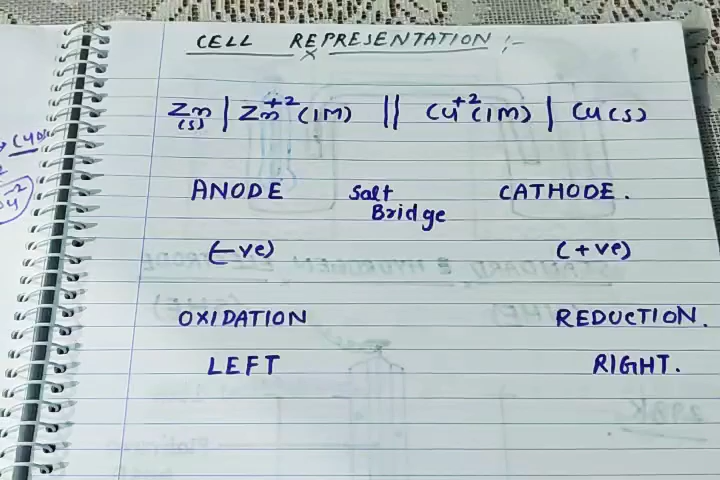 CELL REPRESENTATION :-
Zn(s) | Zn+2 (1M) || Cu+2 (1M) | Cu(s)
ANODE Salt Bridge CATHODE.
(-ve) (+ve)
OXIDATION REDUCTION.
LEFT RIGHT.